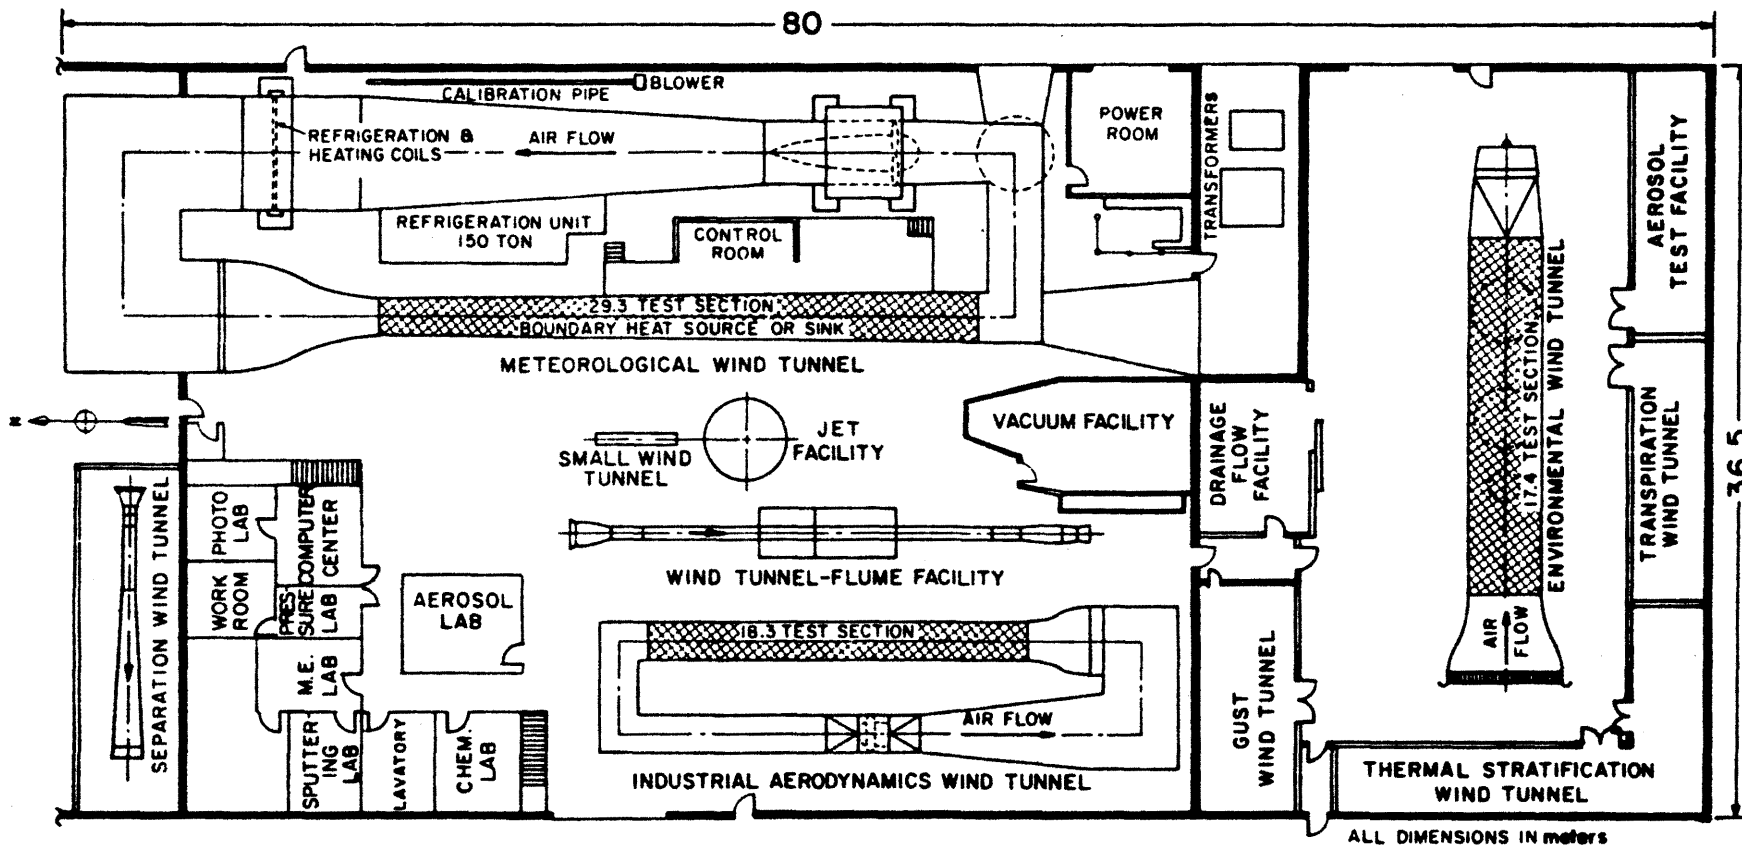 80
CALIBRATION PIPE
BLOWER
REFRIGERATION &
HEATING COILS
AIR FLOW
POWER
ROOM
TRANSFORMERS
REFRIGERATION UNIT
150 TON
CONTROL
ROOM
29.3 TEST SECTION
BOUNDARY HEAT SOURCE OR SINK
METEOROLOGICAL WIND TUNNEL
AEROSOL
TEST FACILITY
17.4 TEST SECTION
ENVIRONMENTAL WIND TUNNEL
AIR
FLOW
TRANSPIRATION
WIND TUNNEL
36.5
VACUUM FACILITY
DRAINAGE
FLOW
FACILITY
JET
FACILITY
SMALL WIND
TUNNEL
SEPARATION WIND TUNNEL
PHOTO
LAB
COMPUTER
CENTER
WORK
ROOM
PRES-
SURE
LAB
M.E.
LAB
AEROSOL
LAB
WIND TUNNEL-FLUME FACILITY
18.3 TEST SECTION
AIR FLOW
INDUSTRIAL AERODYNAMICS WIND TUNNEL
SPUTTER-
ING
LAB
LAVATORY
CHEM.
LAB
GUST
WIND TUNNEL
THERMAL STRATIFICATION
WIND TUNNEL
ALL DIMENSIONS IN meters